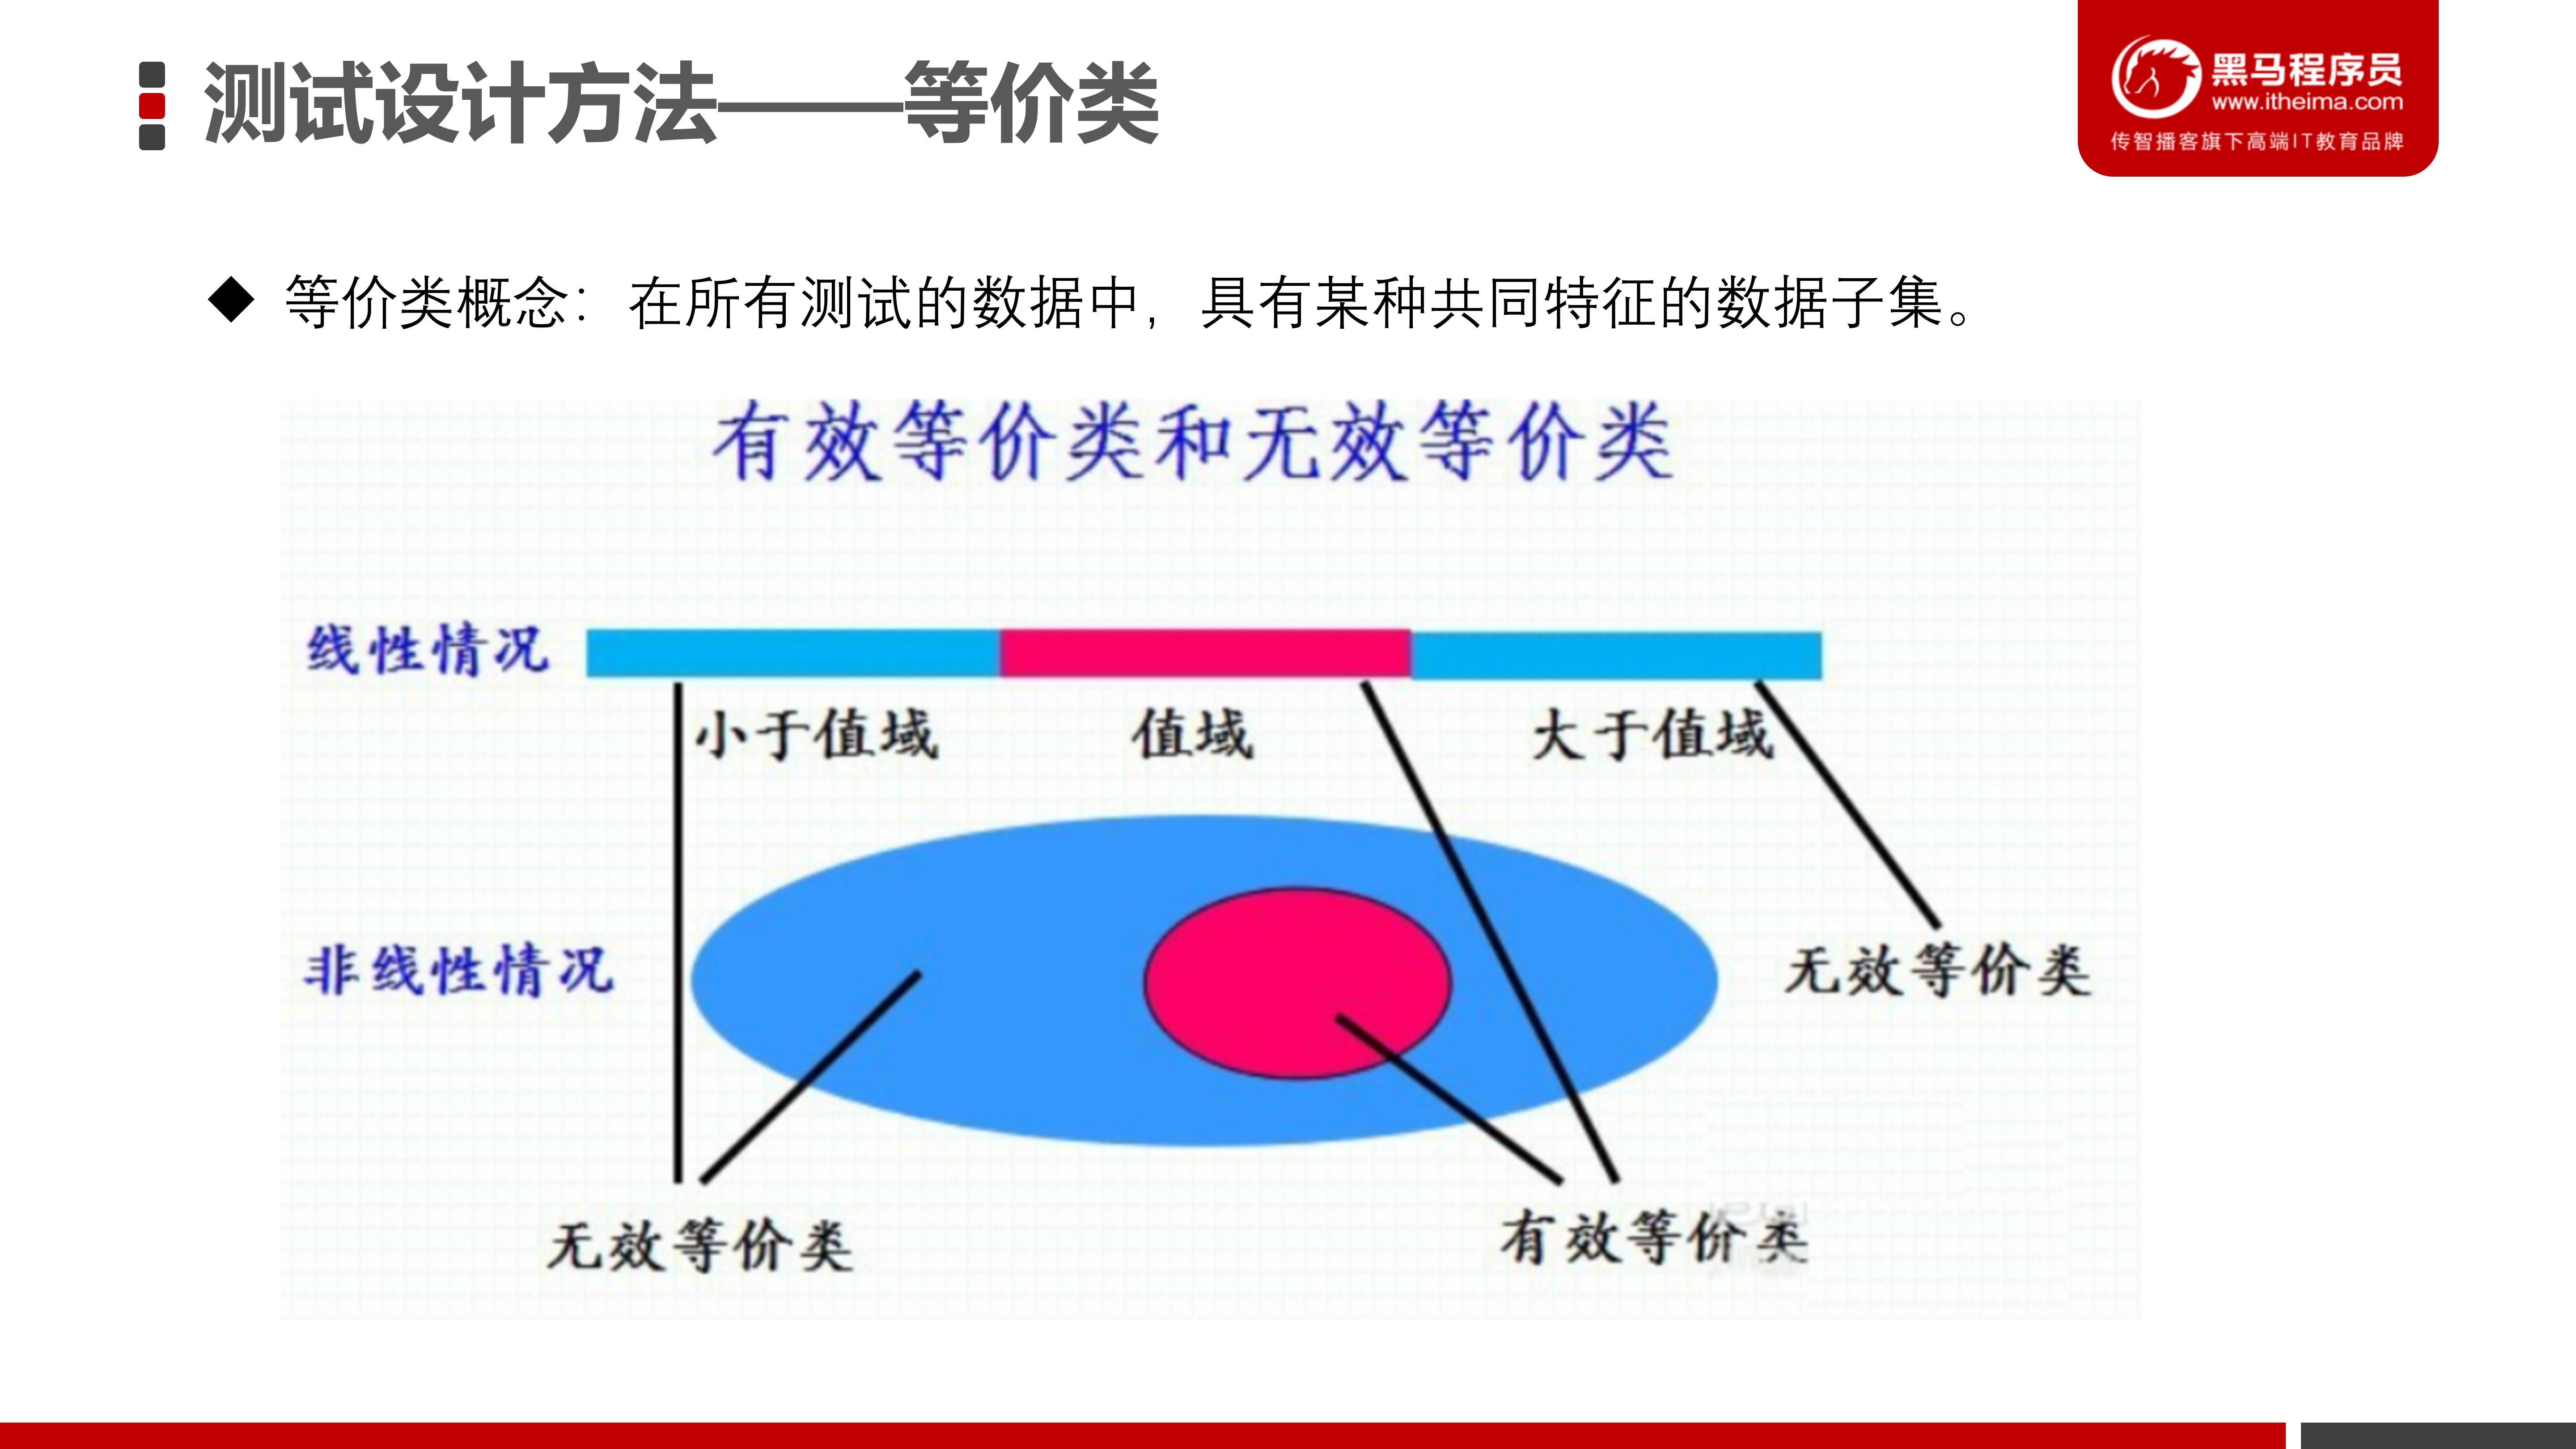 测试设计方法——等价类
黑马程序员
www.itheima.com
传智播客旗下高端IT教育品牌
◆ 等价类概念：在所有测试的数据中，具有某种共同特征的数据子集。
有效等价类和无效等价类
线性情况
小于值域
值域
大于值域
非线性情况
无效等价类
无效等价类
有效等价类